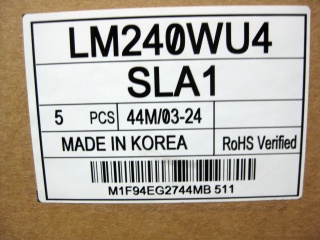 LM240WU4
SLA1
5 PCS 44M/03-24
MADE IN KOREA RoHS Verified
M1F94EG2744MB 511